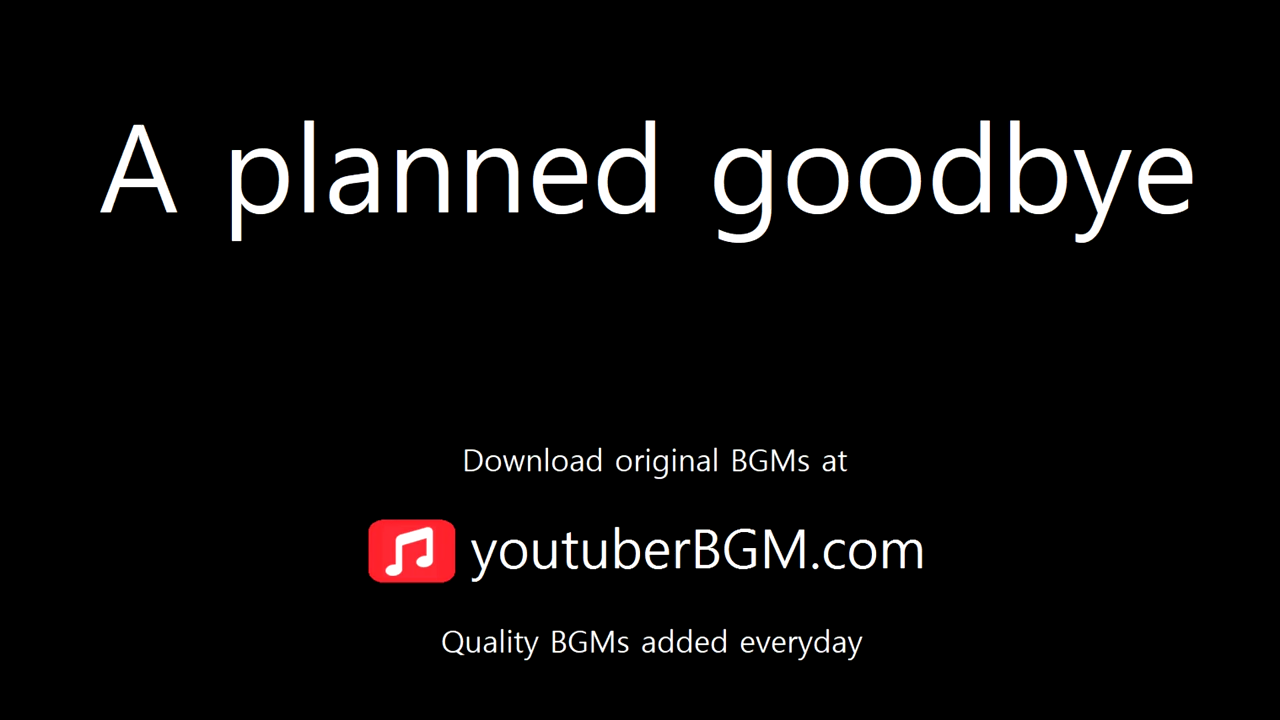 A planned goodbye
Download original BGMs at
youtuberBGM.com
Quality BGMs added everyday